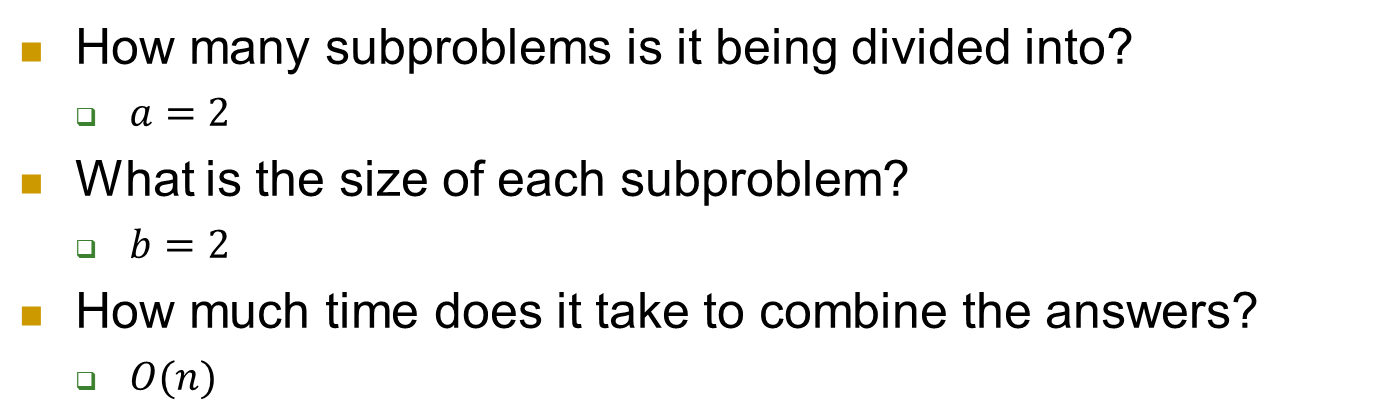 How many subproblems is it being divided into?
a = 2
What is the size of each subproblem?
b = 2
How much time does it take to combine the answers?
O(n)